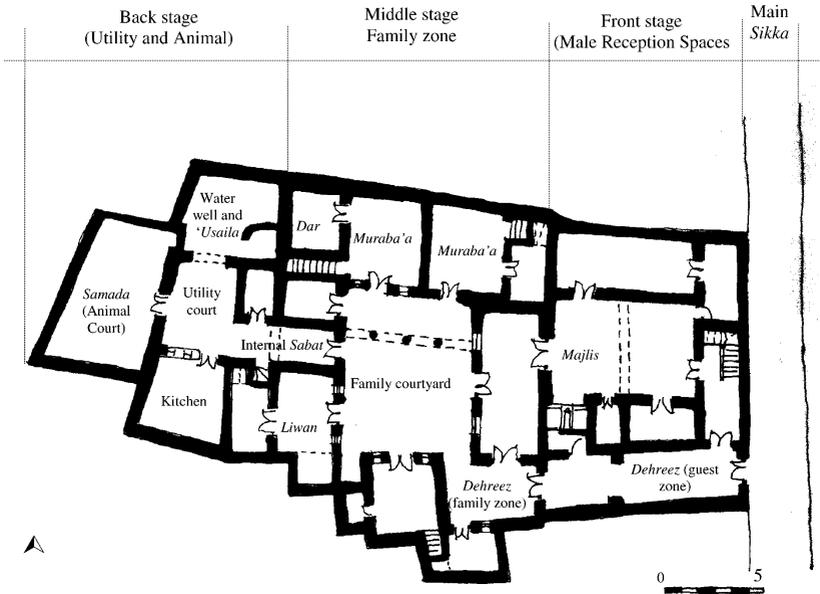 Back stage
(Utility and Animal)
Middle stage
Family zone
Front stage
(Male Reception Spaces
Main
Sikka
Water
well and
‘Usaila
Dar
Muraba’a
Muraba’a
Samada
(Animal
Court)
Utility
court
Internal Sabat
Majlis
Family courtyard
Kitchen
Liwan
Dehreez
(family zone)
Dehreez (guest
zone)
0
5